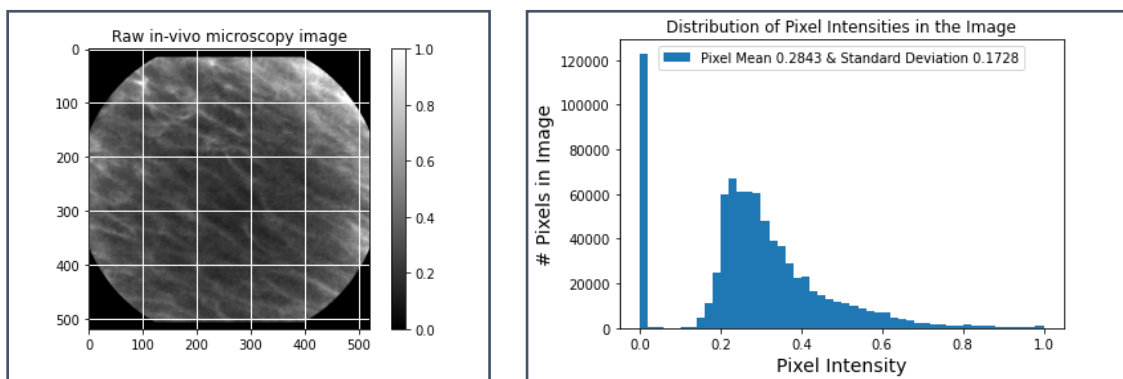 Raw in-vivo microscopy image
0
100
200
300
400
500
0 100 200 300 400 500
1.0
0.8
0.6
0.4
0.2
0.0
Distribution of Pixel Intensities in the Image
Pixel Mean 0.2843 & Standard Deviation 0.1728
# Pixels in Image
120000
100000
80000
60000
40000
20000
0
0.0 0.2 0.4 0.6 0.8 1.0
Pixel Intensity